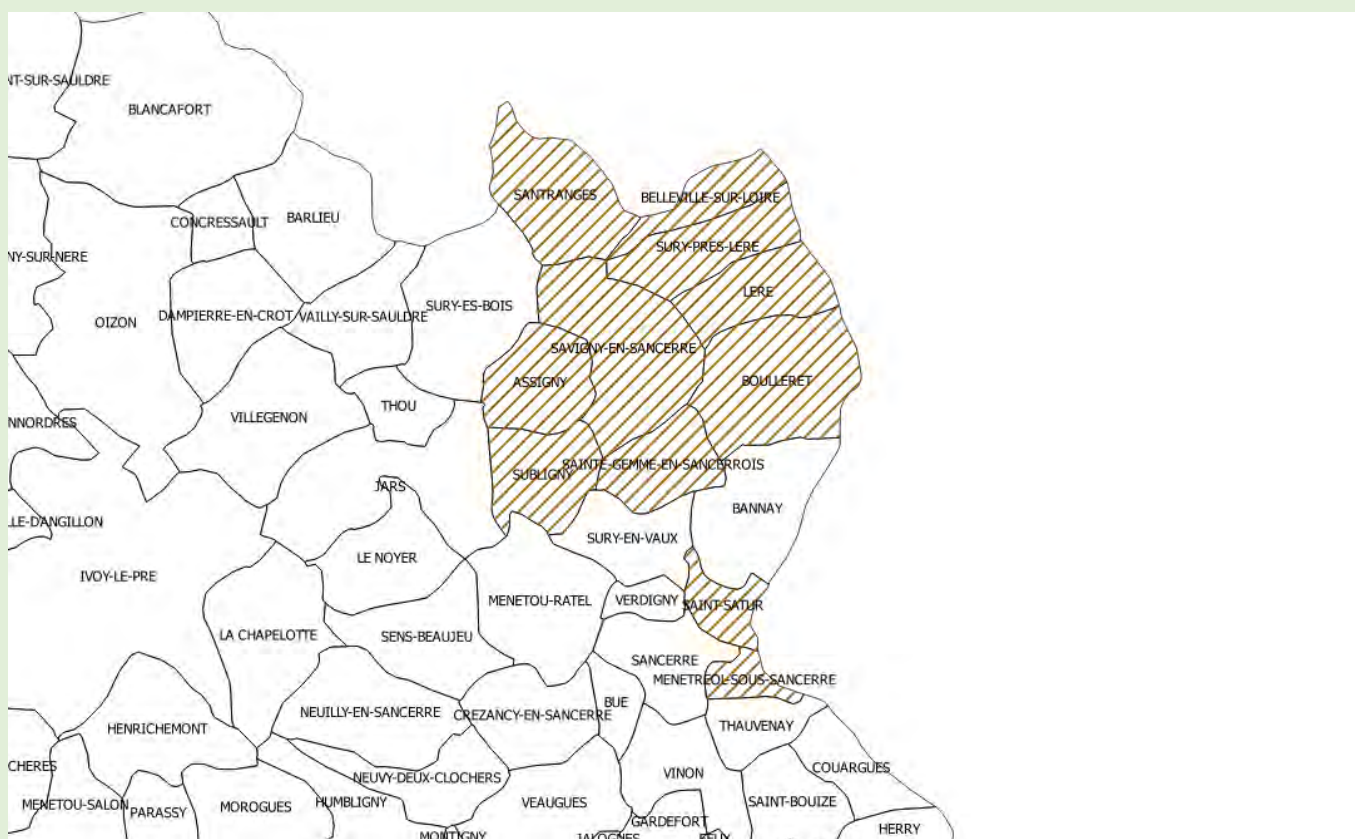 NT-SUR-SAULDRE
BLANCAFORT
SANTRANGES
BELLEVILLE-SUR-LOIRE
CONCRESSAULT
BARLIEU
SURY-PRES-LERE
NY-SUR-NERE
LERE
SURY-ES-BOIS
DAMPIERRE-EN-CROT
VAILLY-SUR-SAULDRE
OIZON
SAVIGNY-EN-SANCERRE
ASSIGNY
BOULLERET
THOU
VILLEGENON
NNORDRES
SAINTE-GEMME-EN-SANCERROIS
SUBLIGNY
JARS
BANNAY
LLE-D'ANGILLON
SURY-EN-VAUX
LE NOYER
IVOY-LE-PRE
MENETOU-RATEL
VERDIGNY
SAINT-SATUR
LA CHAPELOTTE
SENS-BEAUJEU
SANCERRE
MENETREOL-SOUS-SANCERRE
BUE
NEUILLY-EN-SANCERRE
CREZANCY-EN-SANCERRE
HENRICHEMONT
THAUVENAY
CHERES
COUARGUES
VINON
NEUVY-DEUX-CLOCHERS
MENETOU-SALON
PARASSY
MOROGUES
HUMBLIGNY
VEAUGUES
SAINT-BOUIZE
GARDEFORT
HERRY
MONTIGNY
JALOGNES
FEUX